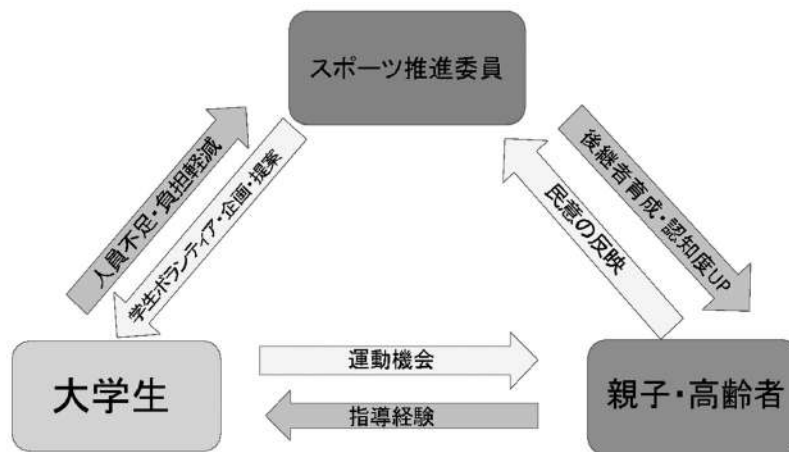 スポーツ推進委員
人員不足・負担軽減
学生ボランティア・企画・提案
後継者育成・認知度UP
民意の反映
大学生
運動機会
指導経験
親子・高齢者